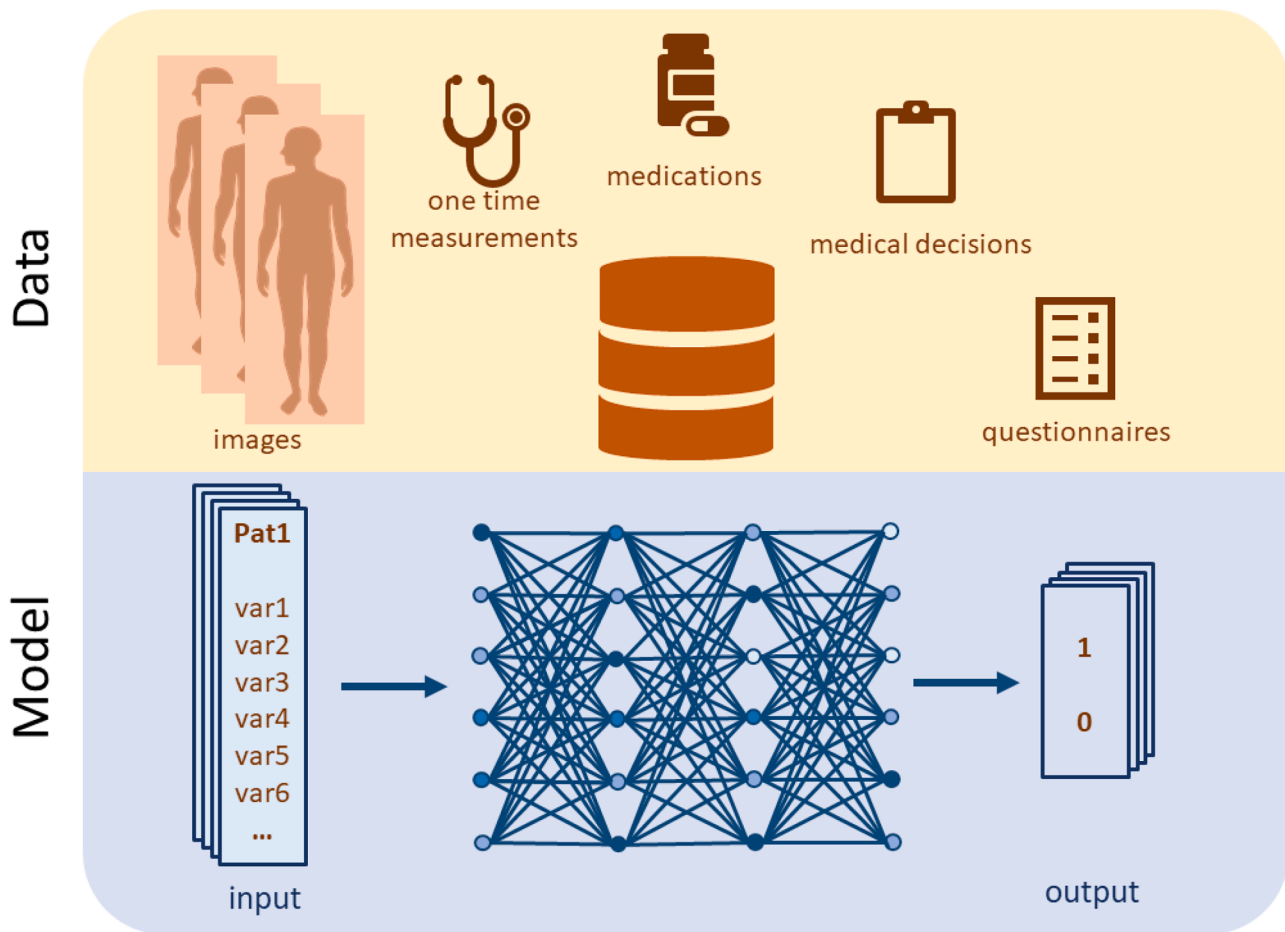 Data
images
one time
measurements
medications
medical decisions
questionnaires
Model
Pat1
var1
var2
var3
var4
var5
var6
...
input
1
0
output